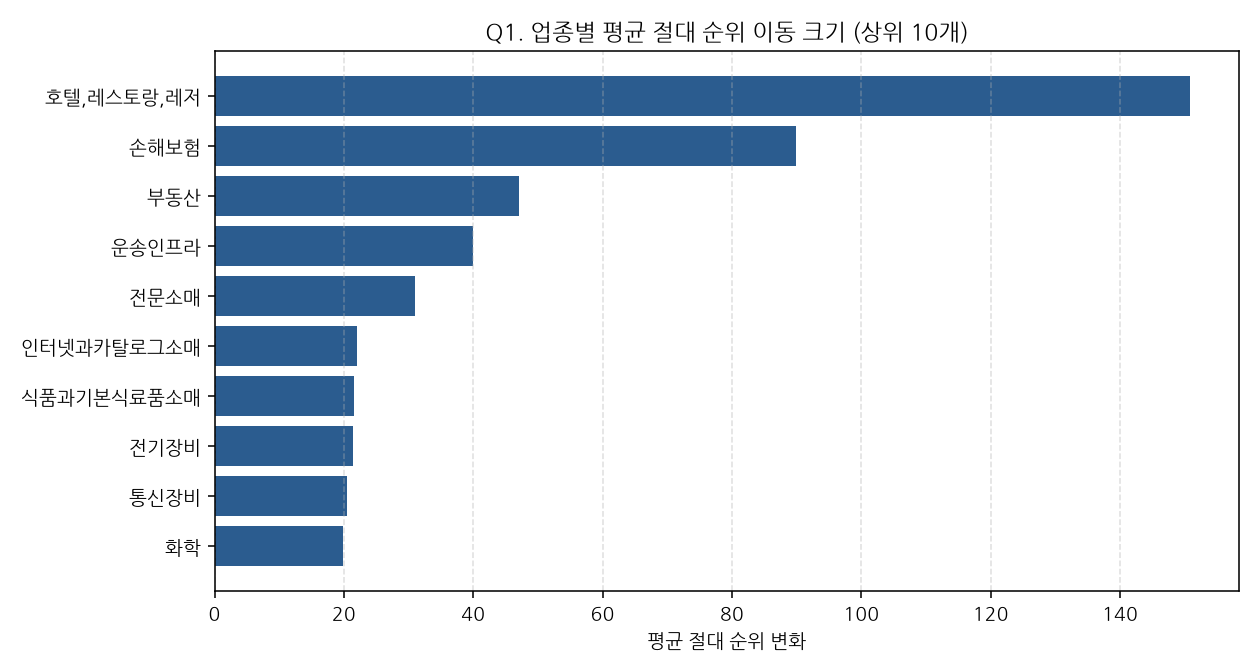 Q1. 업종별 평균 절대 순위 이동 크기 (상위 10개)
호텔,레스토랑,레저
손해보험
부동산
운송인프라
전문소매
인터넷과카탈로그소매
식품과기본식료품소매
전기장비
통신장비
화학
0 20 40 60 80 100 120 140
평균 절대 순위 변화